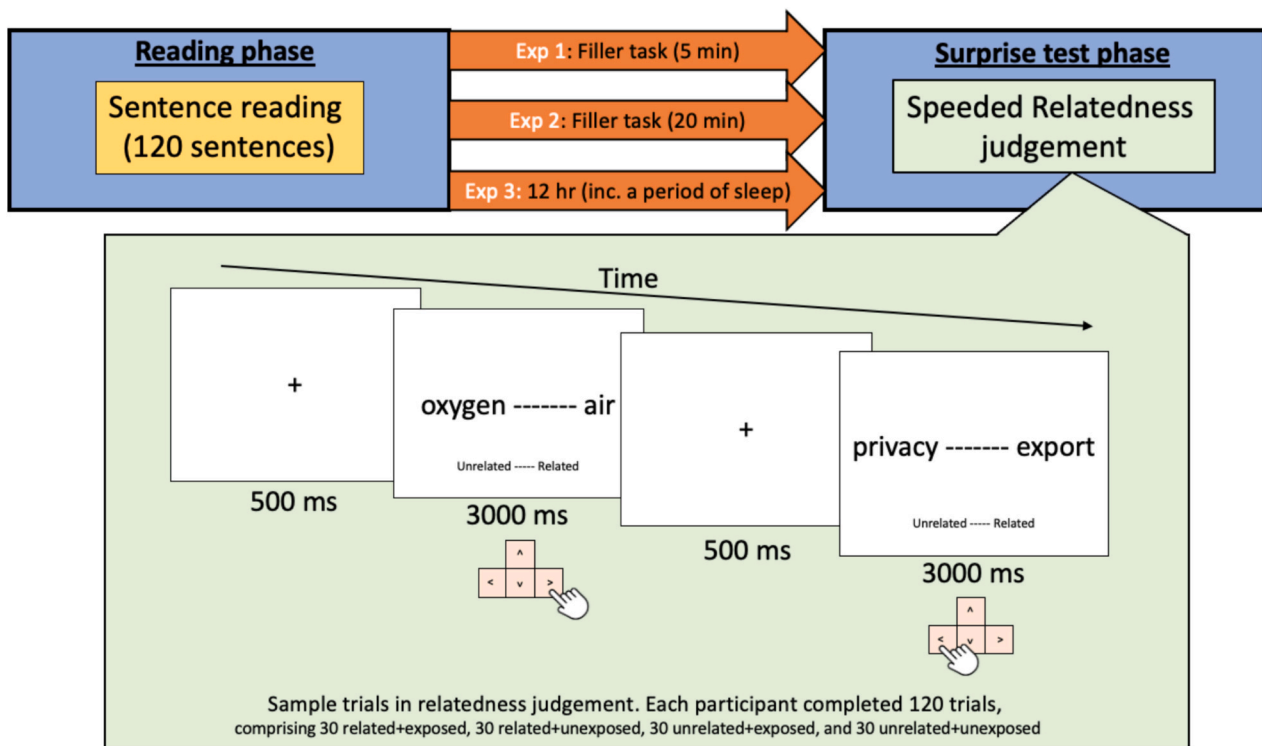 Reading phase
Sentence reading
(120 sentences)
Exp 1: Filler task (5 min)
Exp 2: Filler task (20 min)
Exp 3: 12 hr (inc. a period of sleep)
Surprise test phase
Speeded Relatedness
judgement
Time
+
500 ms
oxygen ------- air
Unrelated ----- Related
3000 ms
^
< v >
+
500 ms
privacy ------- export
Unrelated ----- Related
3000 ms
^
< v >
Sample trials in relatedness judgement. Each participant completed 120 trials,
comprising 30 related+exposed, 30 related+unexposed, 30 unrelated+exposed, and 30 unrelated+unexposed